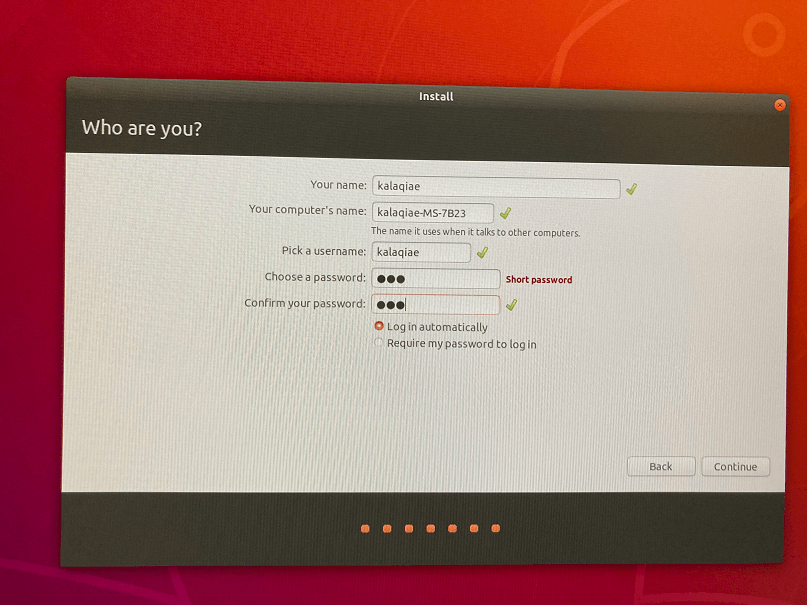 Install
Who are you?
Your name: kalaqiae
Your computer's name: kalaqiae-MS-7B23
The name it uses when it talks to other computers.
Pick a username: kalaqiae
Choose a password: ●●● Short password
Confirm your password: ●●●
Log in automatically
Require my password to log in
Back Continue